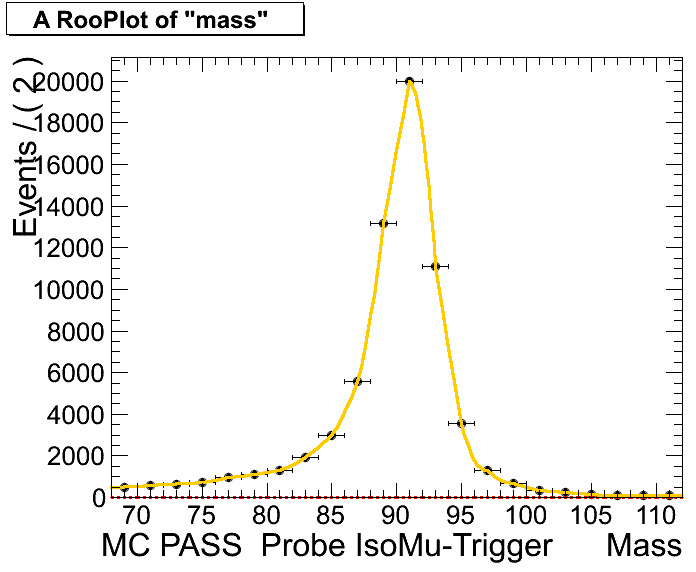 A RooPlot of "mass"
Events / ( 2 )
20000
18000
16000
14000
12000
10000
8000
6000
4000
2000
0
70 75 80 85 90 95 100 105 110
MC PASS Probe IsoMu-Trigger Mass